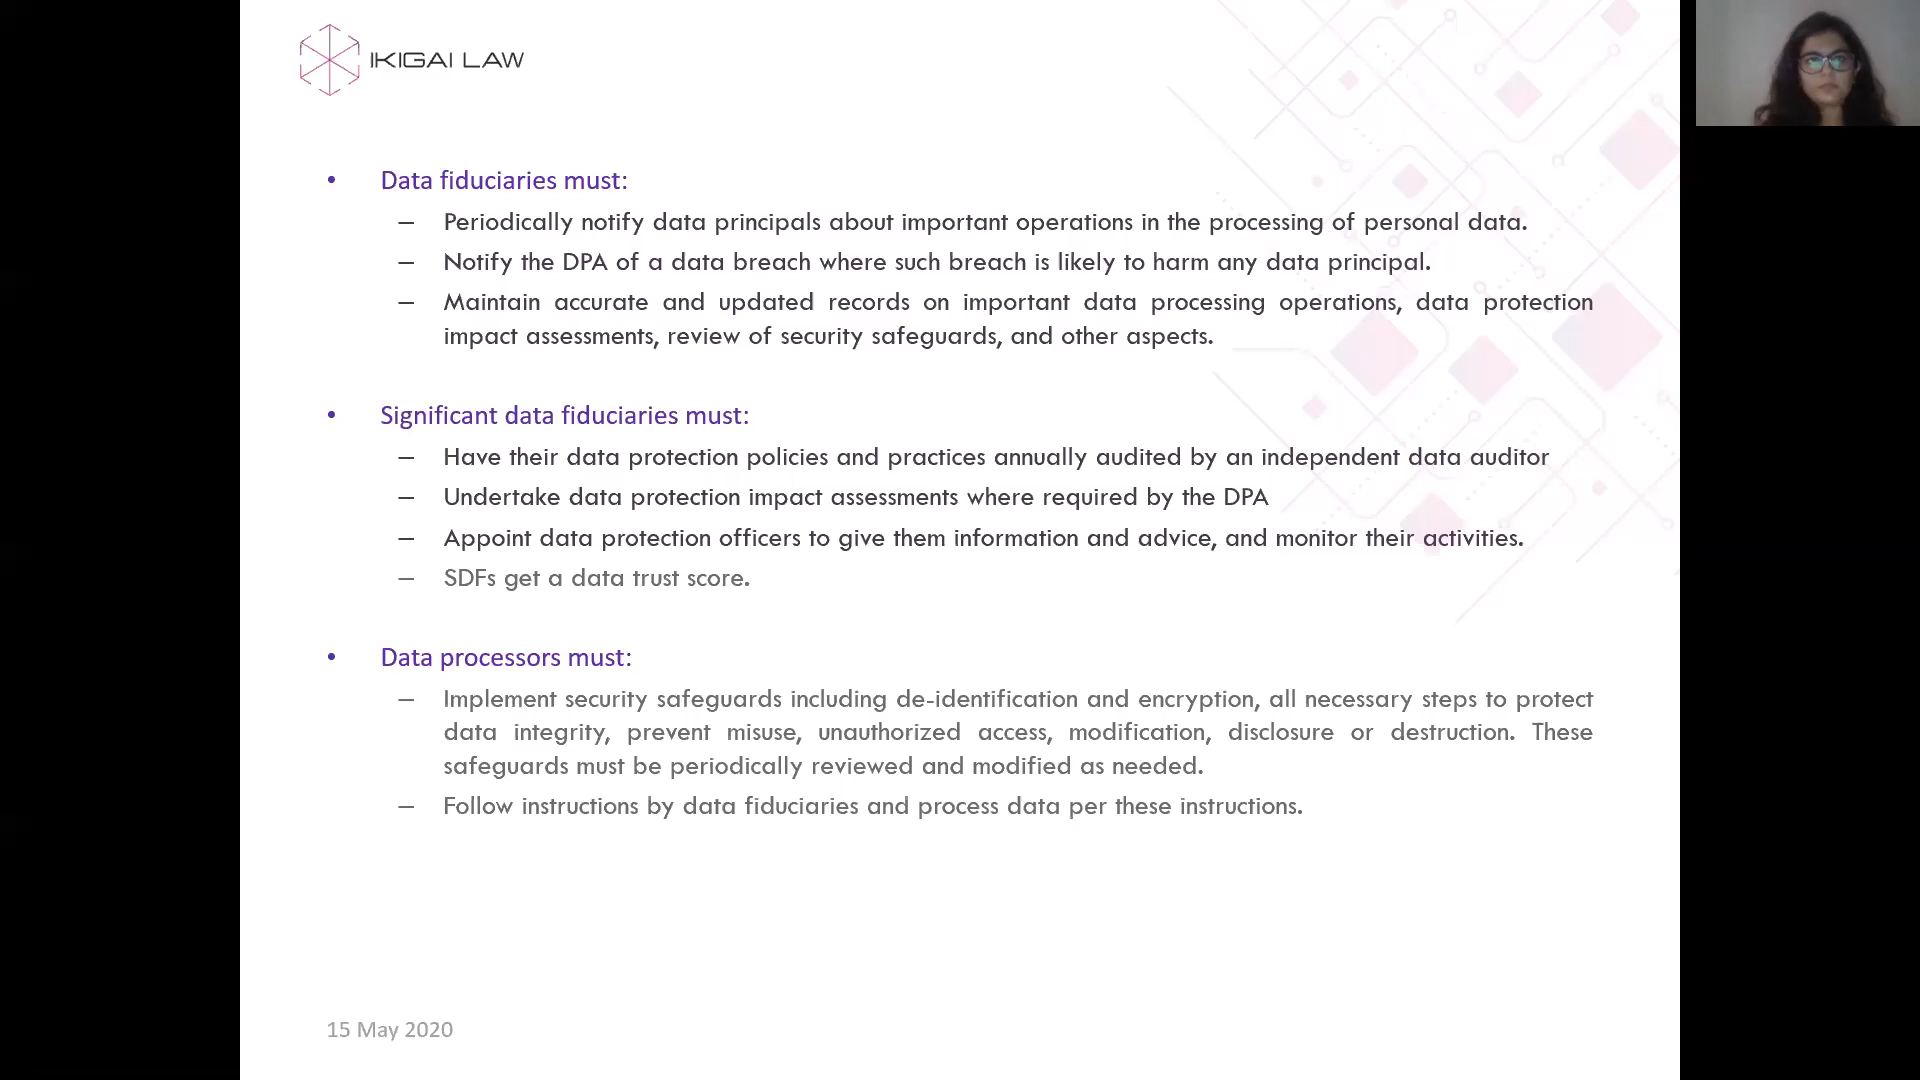 IKIGAI LAW
• Data fiduciaries must:
– Periodically notify data principals about important operations in the processing of personal data.
– Notify the DPA of a data breach where such breach is likely to harm any data principal.
– Maintain accurate and updated records on important data processing operations, data protection
impact assessments, review of security safeguards, and other aspects.
• Significant data fiduciaries must:
– Have their data protection policies and practices annually audited by an independent data auditor
– Undertake data protection impact assessments where required by the DPA
– Appoint data protection officers to give them information and advice, and monitor their activities.
– SDFs get a data trust score.
• Data processors must:
– Implement security safeguards including de-identification and encryption, all necessary steps to protect
data integrity, prevent misuse, unauthorized access, modification, disclosure or destruction. These
safeguards must be periodically reviewed and modified as needed.
– Follow instructions by data fiduciaries and process data per these instructions.
15 May 2020